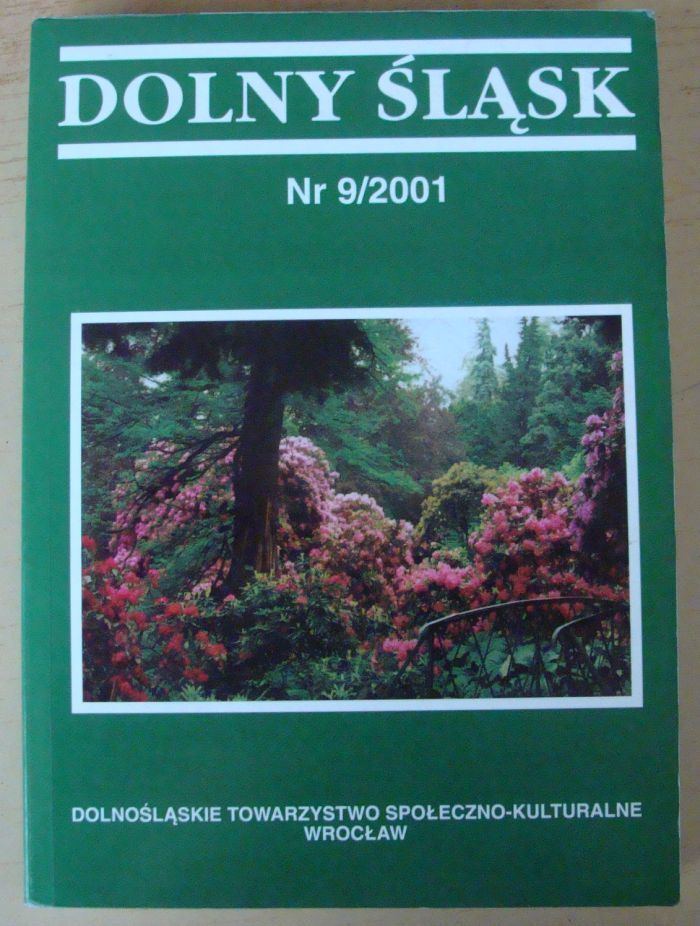 DOLNY ŚLĄSK
Nr 9/2001
DOLNOŚLĄSKIE TOWARZYSTWO SPOŁECZNO-KULTURALNE
WROCŁAW